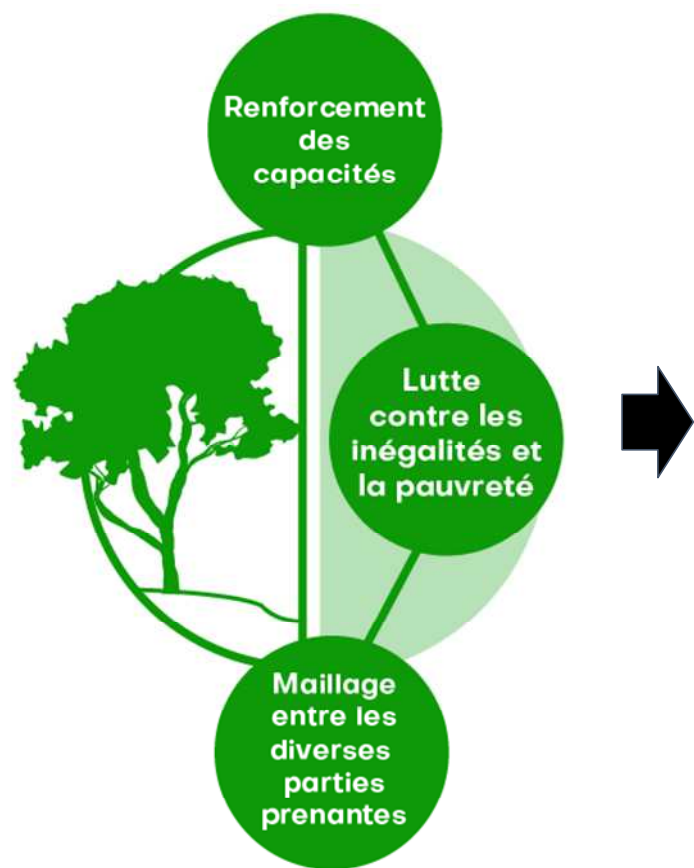 Renforcement
des
capacités
Lutte
contre les
inégalités et
la pauvreté
Maillage
entre les
diverses
parties
prenantes